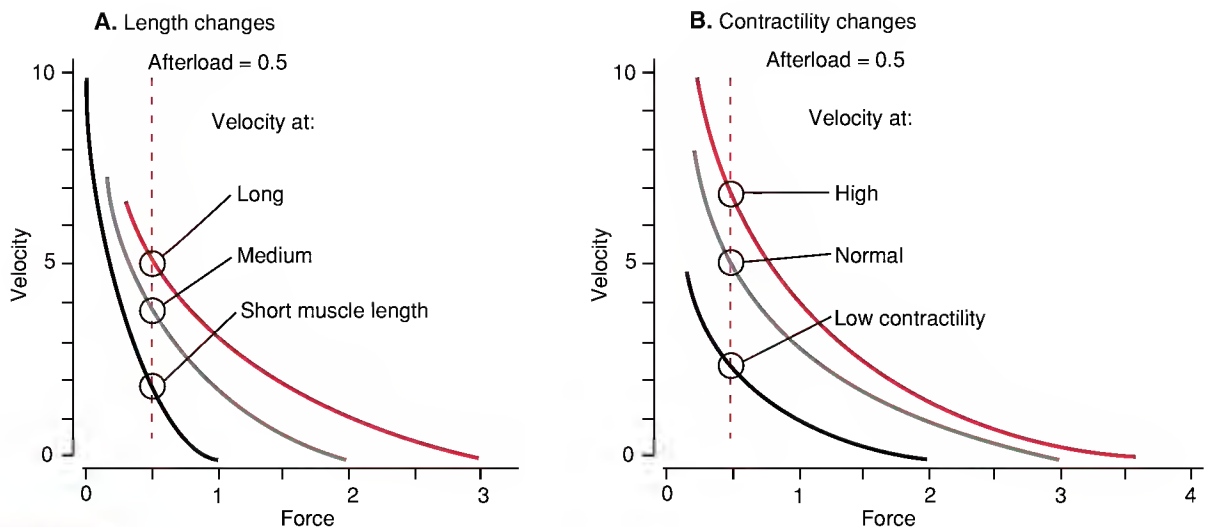 A. Length changes
Afterload = 0.5
Velocity at:
Long
Medium
Short muscle length
10
5
0
Velocity
0 1 2 3
Force
B. Contractility changes
Afterload = 0.5
Velocity at:
High
Normal
Low contractility
10
5
0
Velocity
0 1 2 3 4
Force